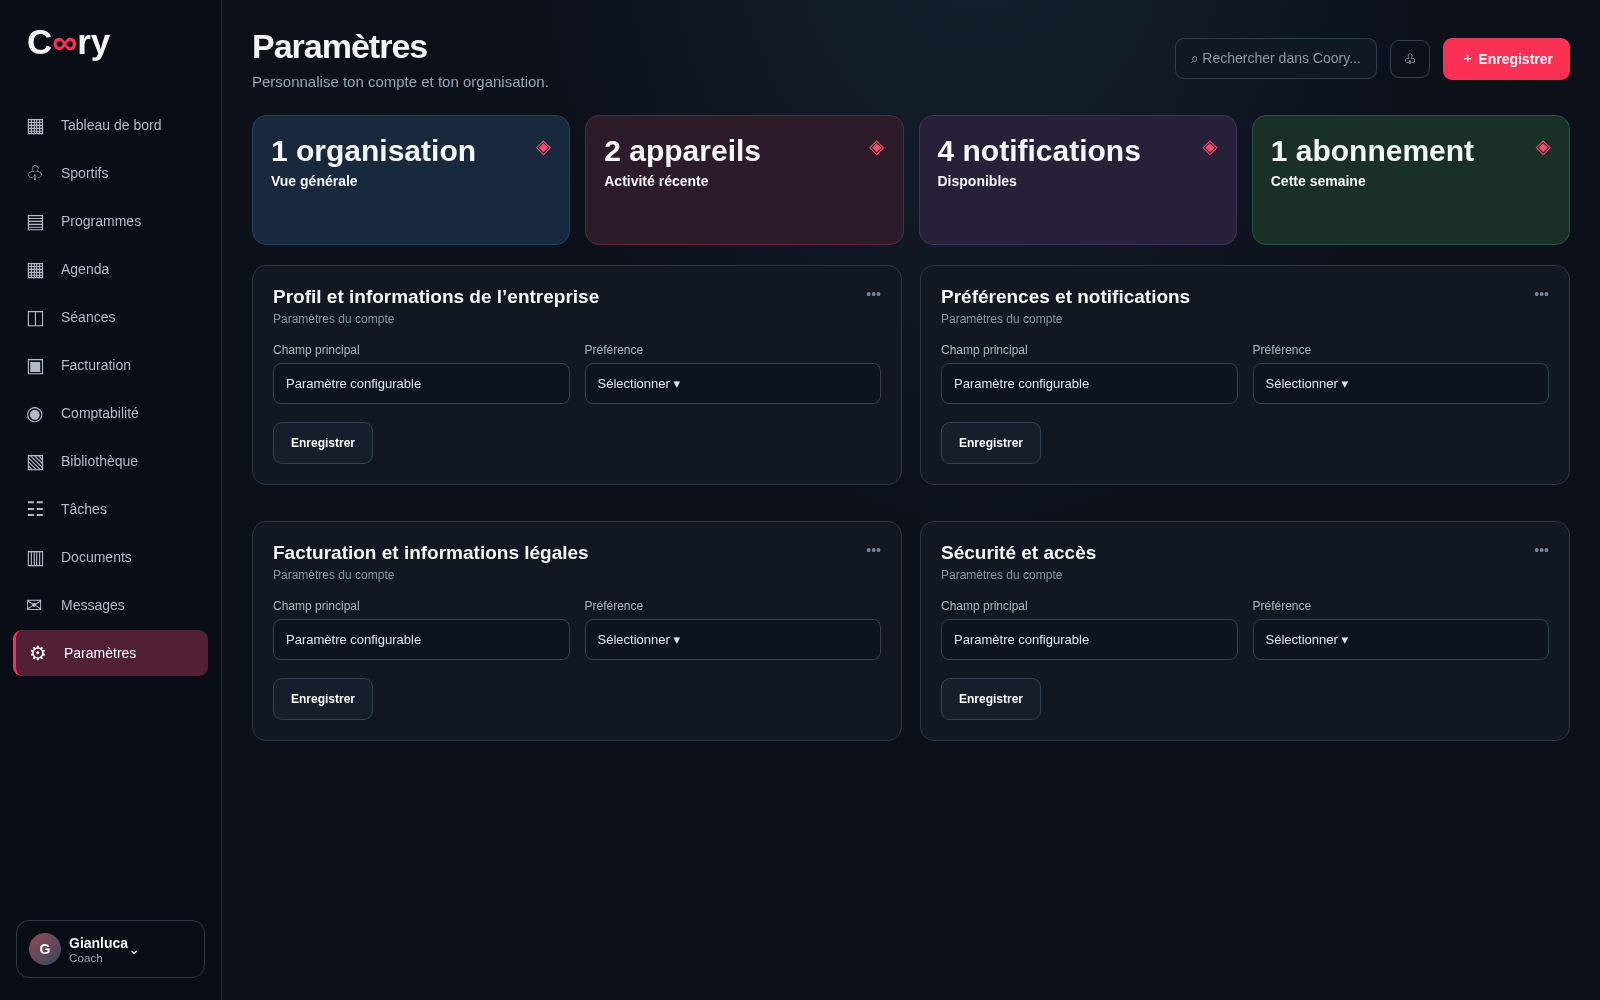 C∞ry
Tableau de bord
Sportifs
Programmes
Agenda
Séances
Facturation
Comptabilité
Bibliothèque
Tâches
Documents
Messages
Paramètres
G
Gianluca
Coach
Paramètres
Personnalise ton compte et ton organisation.
Rechercher dans Coory...
+ Enregistrer
1 organisation
Vue générale
2 appareils
Activité récente
4 notifications
Disponibles
1 abonnement
Cette semaine
Profil et informations de l’entreprise
•••
Paramètres du compte
Champ principal
Préférence
Paramètre configurable
Sélectionner ▾
Enregistrer
Préférences et notifications
•••
Paramètres du compte
Champ principal
Préférence
Paramètre configurable
Sélectionner ▾
Enregistrer
Facturation et informations légales
•••
Paramètres du compte
Champ principal
Préférence
Paramètre configurable
Sélectionner ▾
Enregistrer
Sécurité et accès
•••
Paramètres du compte
Champ principal
Préférence
Paramètre configurable
Sélectionner ▾
Enregistrer